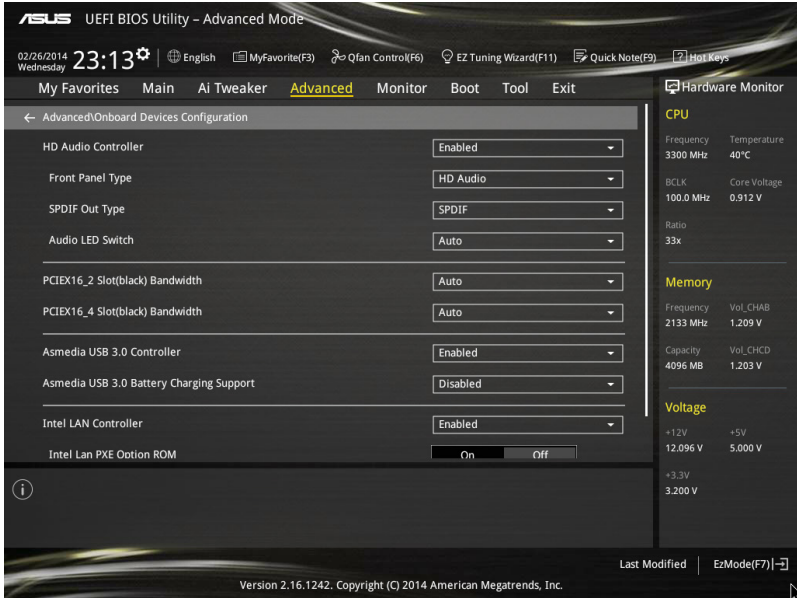 ASUS UEFI BIOS Utility – Advanced Mode
02/26/2014 Wednesday 23:13 English MyFavorite(F3) Qfan Control(F6) EZ Tuning Wizard(F11) Quick Note(F9) ? Hot Keys
My Favorites Main Ai Tweaker Advanced Monitor Boot Tool Exit
← Advanced\Onboard Devices Configuration
HD Audio Controller Enabled
Front Panel Type HD Audio
SPDIF Out Type SPDIF
Audio LED Switch Auto
PCIEX16_2 Slot(black) Bandwidth Auto
PCIEX16_4 Slot(black) Bandwidth Auto
Asmedia USB 3.0 Controller Enabled
Asmedia USB 3.0 Battery Charging Support Disabled
Intel LAN Controller Enabled
Intel Lan PXE Option ROM On Off
Hardware Monitor
CPU
Frequency Temperature
3300 MHz 40°C
BCLK Core Voltage
100.0 MHz 0.912 V
Ratio
33x
Memory
Frequency Vol_CHAB
2133 MHz 1.209 V
Capacity Vol_CHCD
4096 MB 1.203 V
Voltage
+12V +5V
12.096 V 5.000 V
+3.3V
3.200 V
i
Last Modified EzMode(F7)
Version 2.16.1242. Copyright (C) 2014 American Megatrends, Inc.